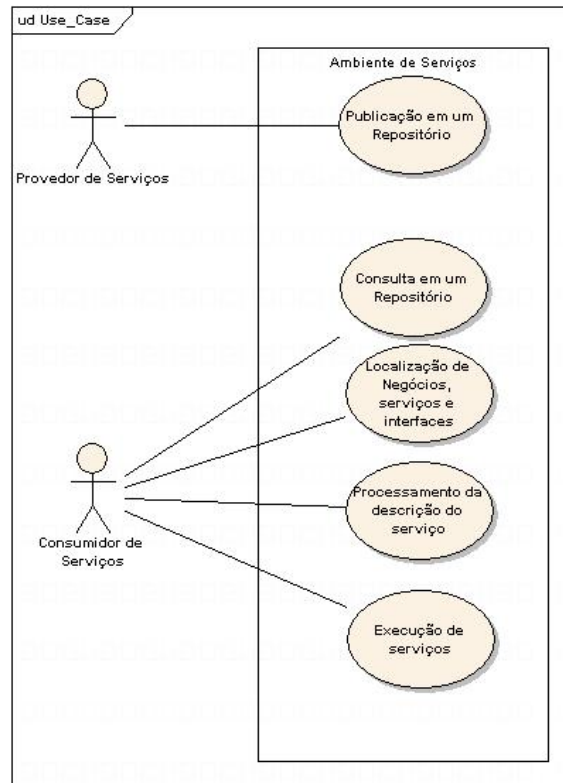 ud Use_Case
Ambiente de Serviços
Publicação em um
Repositório
Provedor de Serviços
Consulta em um
Repositório
Localização de
Negócios,
serviços e
interfaces
Processamento da
descrição do
serviço
Consumidor de
Serviços
Execução de
serviços